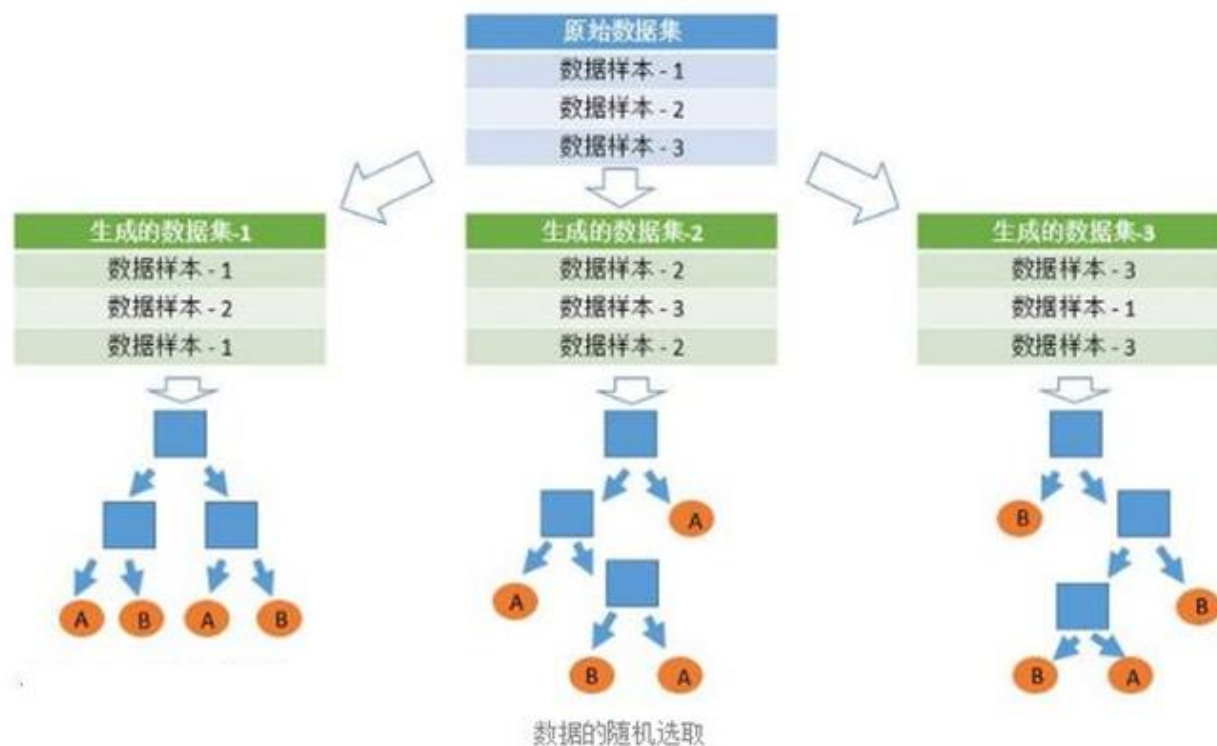 原始数据集
数据样本 - 1
数据样本 - 2
数据样本 - 3
生成的数据集-1
数据样本 - 1
数据样本 - 2
数据样本 - 1
生成的数据集-2
数据样本 - 2
数据样本 - 3
数据样本 - 2
生成的数据集-3
数据样本 - 3
数据样本 - 1
数据样本 - 3
A B A B
A
A
B A
B
B
B A
数据的随机选取